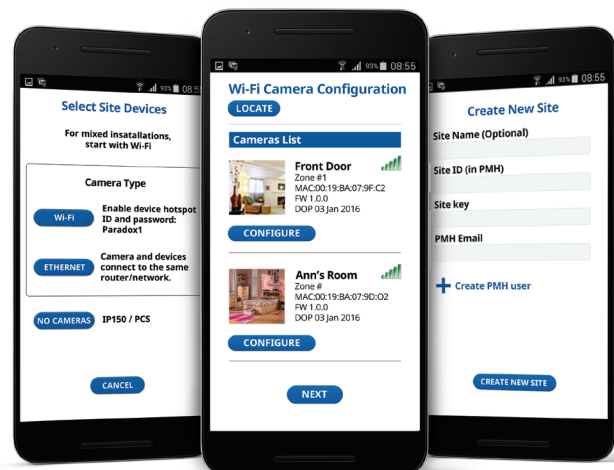 93% 08:55
Select Site Devices
For mixed insatallations,
start with Wi-Fi
Camera Type
Wi-Fi
Enable device hotspot
ID and password:
Paradox1
ETHERNET
Camera and devices
connect to the same
router/network.
NO CAMERAS IP150 / PCS
CANCEL
93% 08:55
Wi-Fi Camera Configuration
LOCATE
Cameras List
Front Door
Zone #1
MAC:00:19:BA:07:9F:C2
FW 1.0.0
DOP 03 Jan 2016
CONFIGURE
Ann's Room
Zone #
MAC:00:19:BA:07:9D:O2
FW 1.0.0
DOP 03 Jan 2016
CONFIGURE
NEXT
93% 08:55
Create New Site
Site Name (Optional)
Site ID (in PMH)
Site key
PMH Email
Create PMH user
CREATE NEW SITE